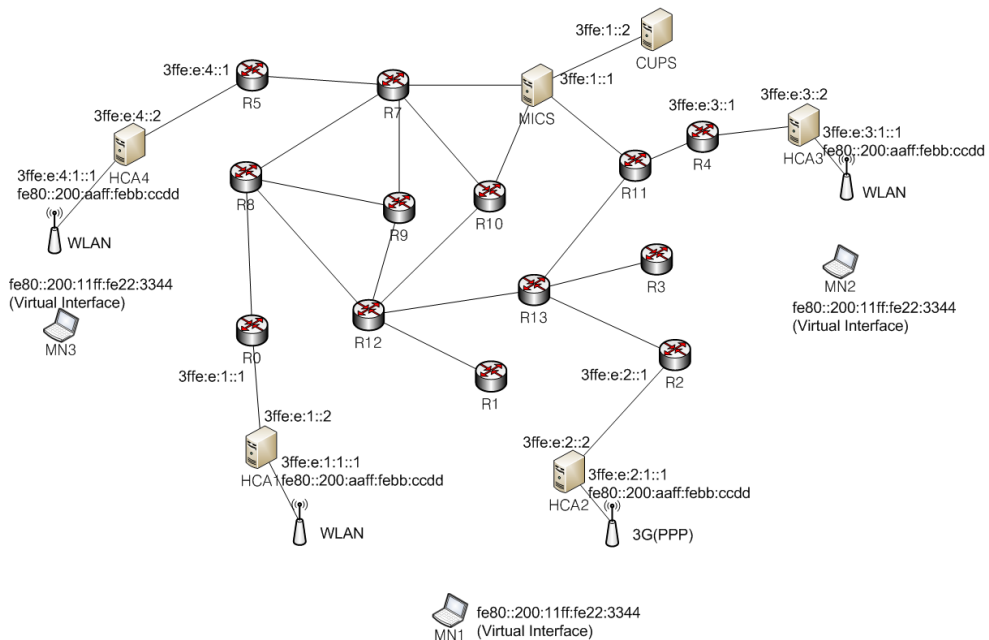 3ffe:1::2
CUPS
3ffe:e:4::1
R5
R7
3ffe:1::1
MICS
3ffe:e:3::1
R4
3ffe:e:3::2
3ffe:e:3:1::1
fe80::200:aaff:febb:ccdd
HCA3
WLAN
3ffe:e:4::2
HCA4
3ffe:e:4:1::1
fe80::200:aaff:febb:ccdd
WLAN
R8
R9
R10
R11
fe80::200:11ff:fe22:3344
(Virtual Interface)
MN3
R3
MN2
fe80::200:11ff:fe22:3344
(Virtual Interface)
R0
R12
R13
R1
R2
3ffe:e:1::1
3ffe:e:2::1
3ffe:e:1::2
HCA1
3ffe:e:1:1::1
fe80::200:aaff:febb:ccdd
WLAN
3ffe:e:2::2
HCA2
3ffe:e:2:1::1
fe80::200:aaff:febb:ccdd
3G(PPP)
MN1
fe80::200:11ff:fe22:3344
(Virtual Interface)